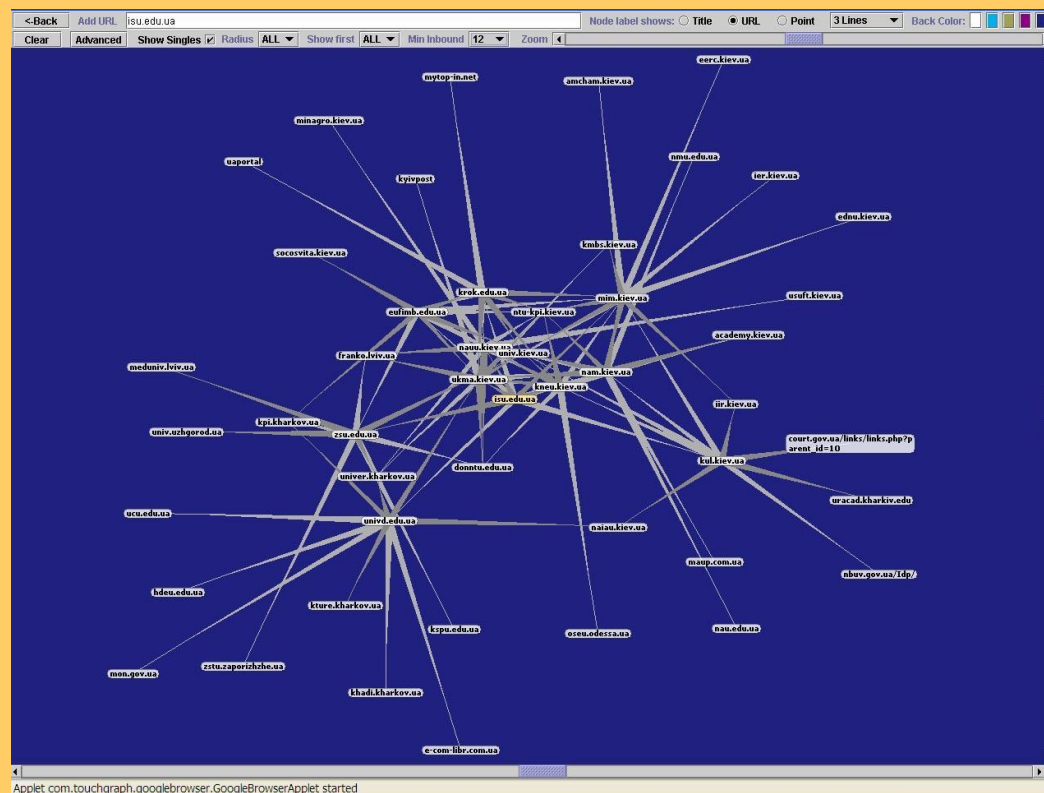 <-Back Add URL isu.edu.ua Node label shows: Title URL Point 3 Lines Back Color:
Clear Advanced Show Singles Radius ALL Show first ALL Min Inbound 12 Zoom
eerc.kiev.ua
mytop-in.net
amcham.kiev.ua
minagro.kiev.ua
nmu.edu.ua
uaportal
ier.kiev.ua
kyivpost
ednu.kiev.ua
kmbs.kiev.ua
socosvita.kiev.ua
krok.edu.ua
mim.kiev.ua
usuft.kiev.ua
eufimb.edu.ua
ntu-kpi.kiev.ua
academy.kiev.ua
nauu.kiev.ua
univ.kiev.ua
franko.lviv.ua
meduniv.lviv.ua
nam.kiev.ua
ukma.kiev.ua
kneu.kiev.ua
isu.edu.ua
iir.kiev.ua
kpi.kharkov.ua
univ.uzhgorod.ua
zsu.edu.ua
court.gov.ua/links/links.php?p
arent_id=10
kul.kiev.ua
donntu.edu.ua
univer.kharkov.ua
uracad.kharkiv.edu
ucu.edu.ua
univd.edu.ua
naiau.kiev.ua
maup.com.ua
nbuv.gov.ua/Idp/
hdeu.edu.ua
kture.kharkov.ua
kspu.edu.ua
oseu.odessa.ua
nau.edu.ua
zstu.zaporizhzhe.ua
mon.gov.ua
khadi.kharkov.ua
e-com-libr.com.ua
Applet com.touchgraph.googlebrowser.GoogleBrowserApplet started